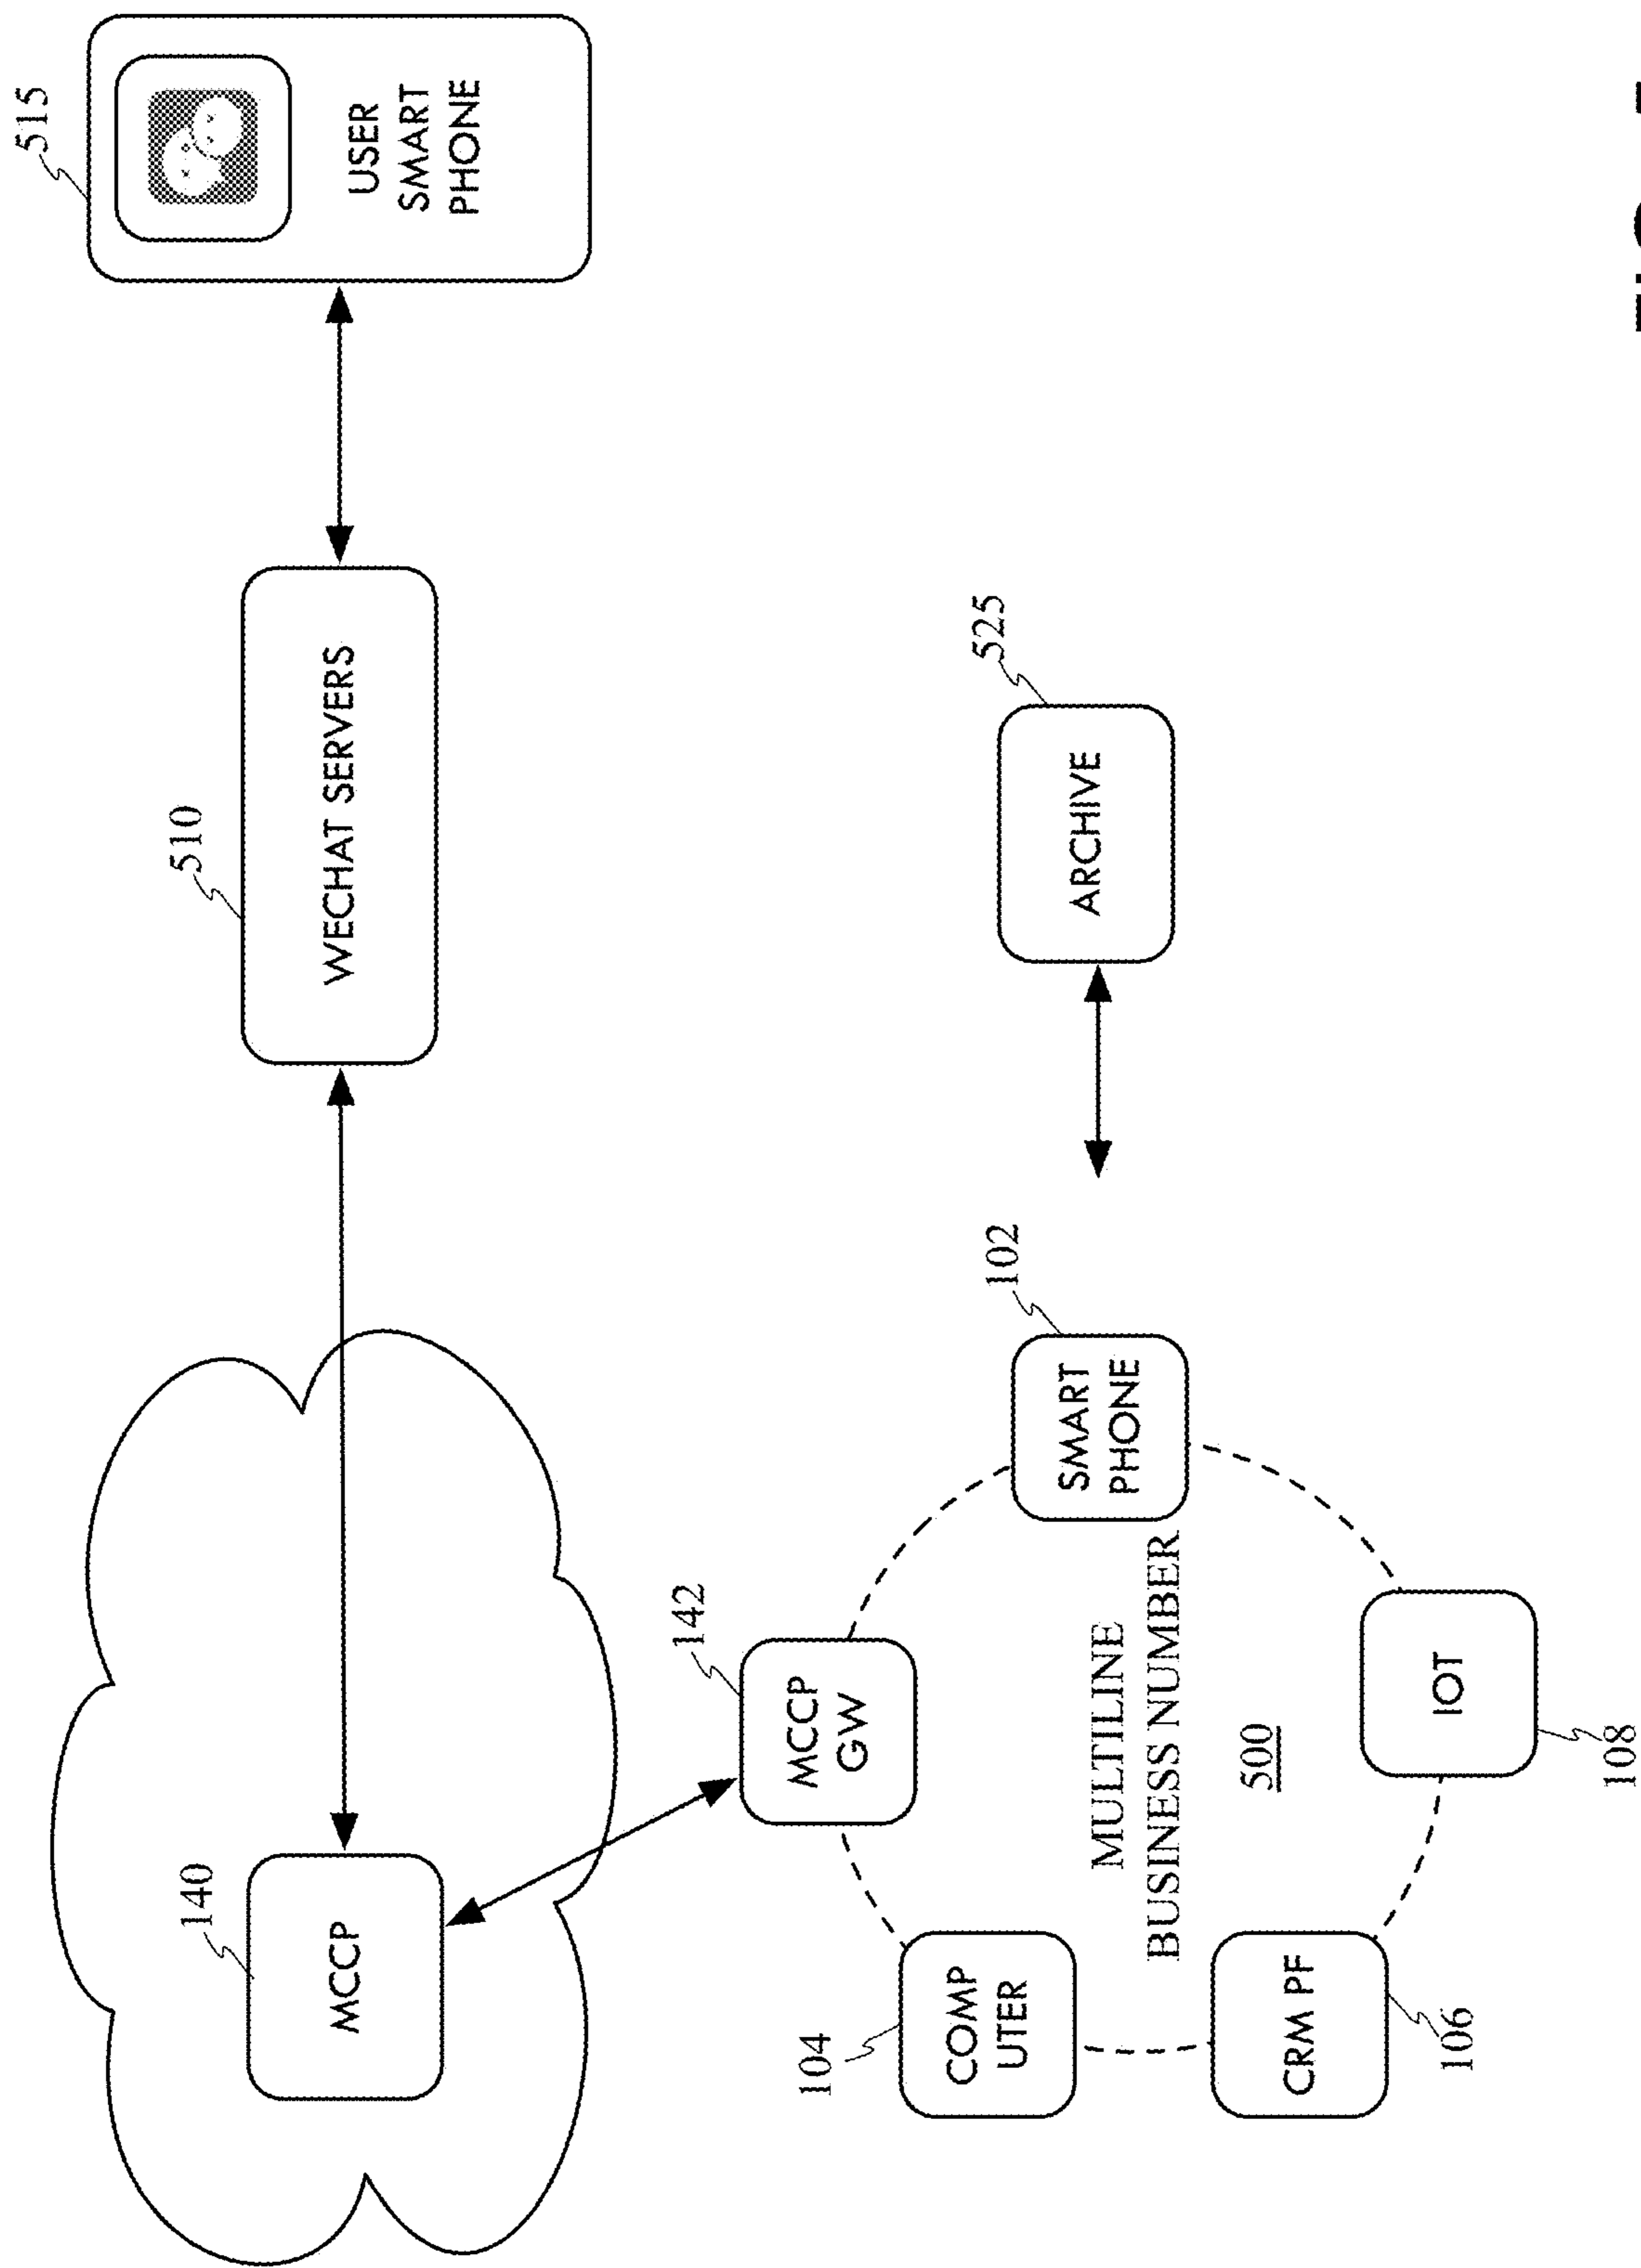 140
MCCP
510
WECHAT SERVERS
515
USER
SMART
PHONE
142
MCCP
GW
104
COMP
UTER
102
SMART
PHONE
525
ARCHIVE
MULTILINE
BUSINESS NUMBER
500
CRM PF
106
IOT
108